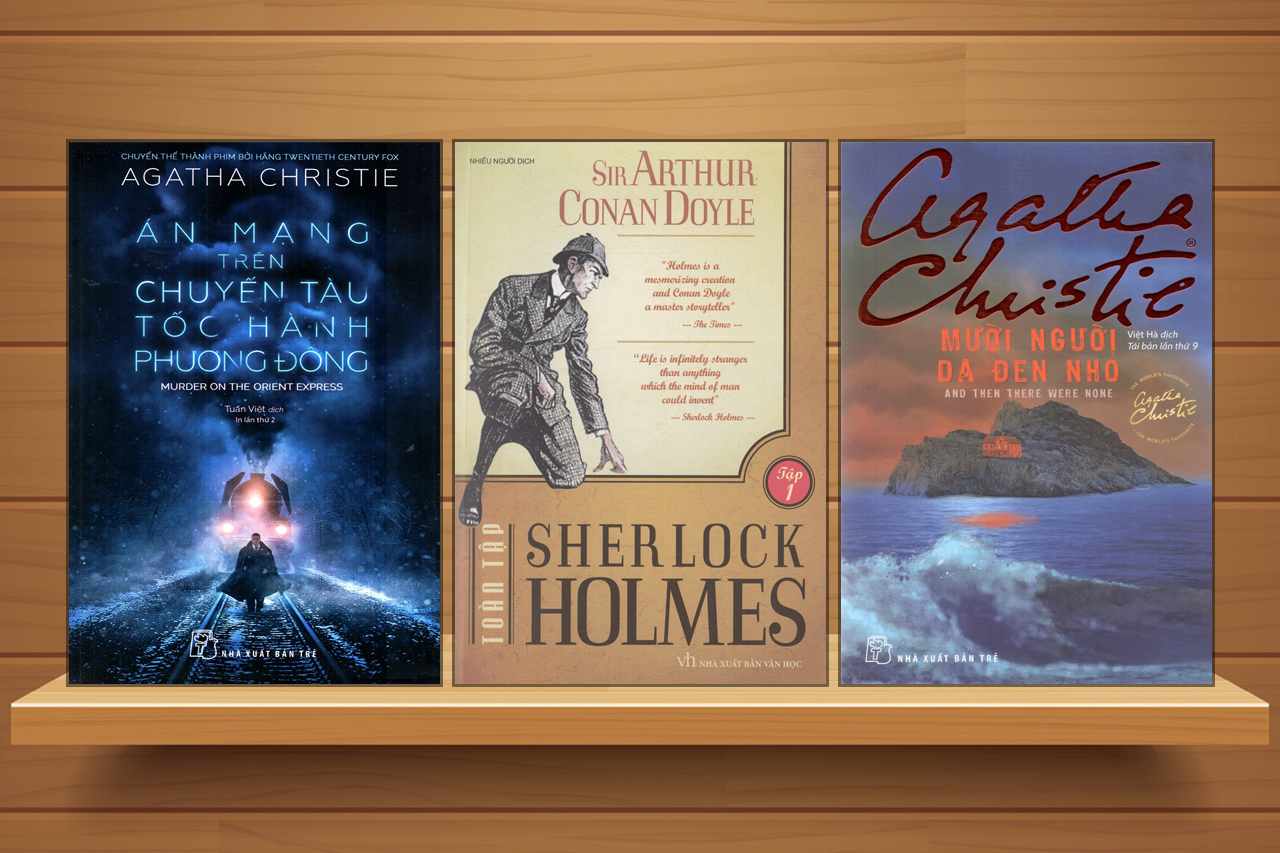 CHUYỂN THỂ THÀNH PHIM BỞI HÃNG TWENTIETH CENTURY FOX
AGATHA CHRISTIE
ÁN MẠNG
TRÊN
CHUYẾN TÀU
TỐC HÀNH
PHƯƠNG ĐÔNG
MURDER ON THE ORIENT EXPRESS
Tuấn Việt dịch
In lần thứ 2
NHÀ XUẤT BẢN TRẺ
NHIỀU NGƯỜI DỊCH
SIR ARTHUR
CONAN DOYLE
"Holmes is a
mesmerizing creation
and Conan Doyle
a master storyteller"
--- The Times ---
"Life is infinitely stranger
than anything
which the mind of man
could invent"
--- Sherlock Holmes ---
Tập
1
TOÀN TẬP
SHERLOCK
HOLMES
vh NHÀ XUẤT BẢN VĂN HỌC
Agatha
Christie
®
MƯỜI NGƯỜI
DA ĐEN NHỎ
AND THEN THERE WERE NONE
Việt Hà dịch
Tái bản lần thứ 9
THE WORLD'S FAVOURITE
Agatha
Christie
THE WORLD'S FAVOURITE
NHÀ XUẤT BẢN TRẺ